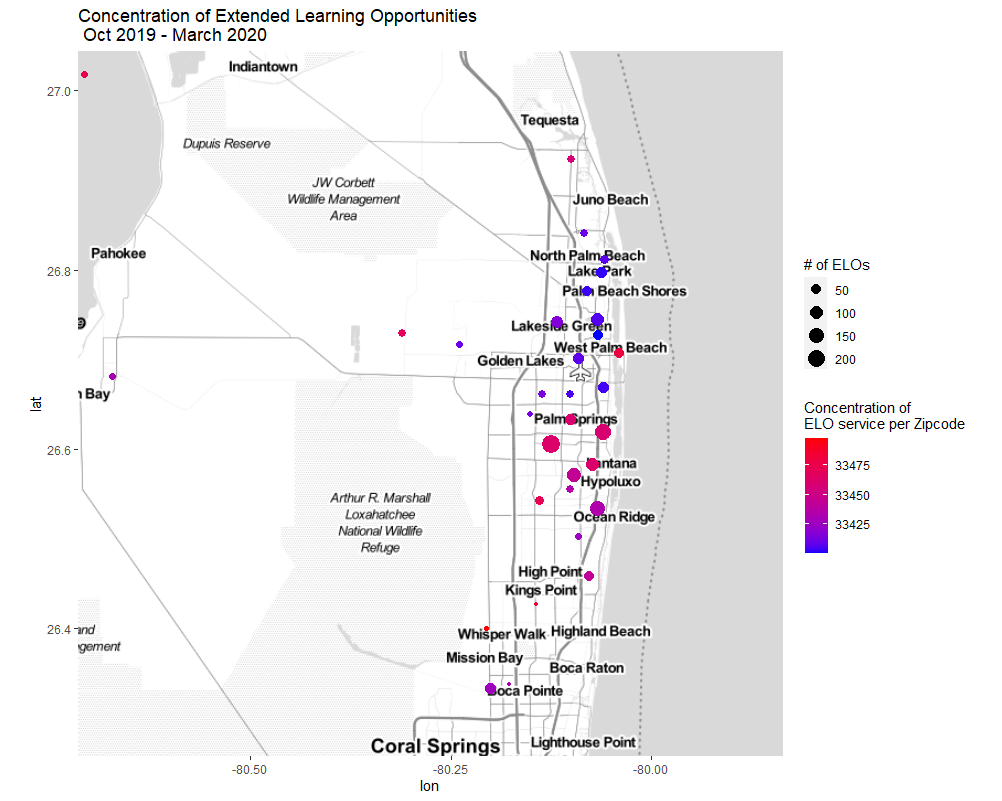 Concentration of Extended Learning Opportunities
Oct 2019 - March 2020
Indiantown
27.0
Tequesta
Dupuis Reserve
JW Corbett
Wildlife Management
Area
Juno Beach
Pahokee
North Palm Beach
Lake Park
26.8
Palm Beach Shores
# of ELOs
50
100
150
200
Lakeside Green
West Palm Beach
Golden Lakes
n Bay
lat
Palm Springs
Concentration of
ELO service per Zipcode
33475
33450
33425
26.6
Lantana
Hypoluxo
Arthur R. Marshall
Loxahatchee
National Wildlife
Refuge
Ocean Ridge
High Point
Kings Point
26.4
and
gement
Whisper Walk
Highland Beach
Mission Bay
Boca Raton
Boca Pointe
Coral Springs
Lighthouse Point
-80.50
-80.25
-80.00
lon